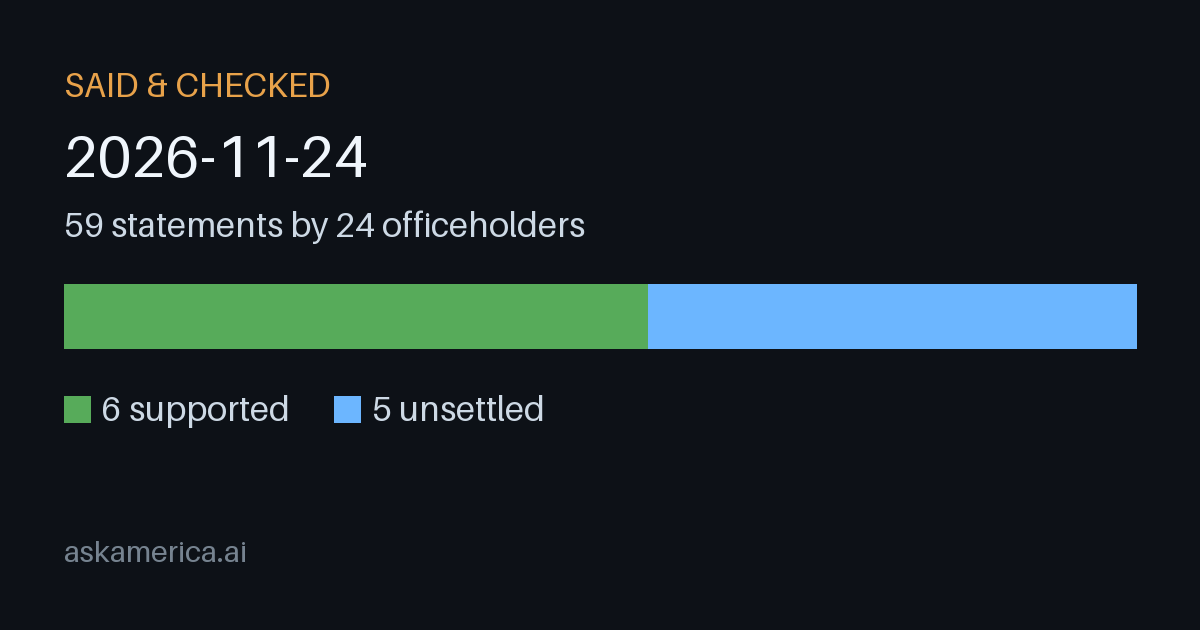 SAID & CHECKED
2026-11-24
59 statements by 24 officeholders
6 supported 5 unsettled
askamerica.ai